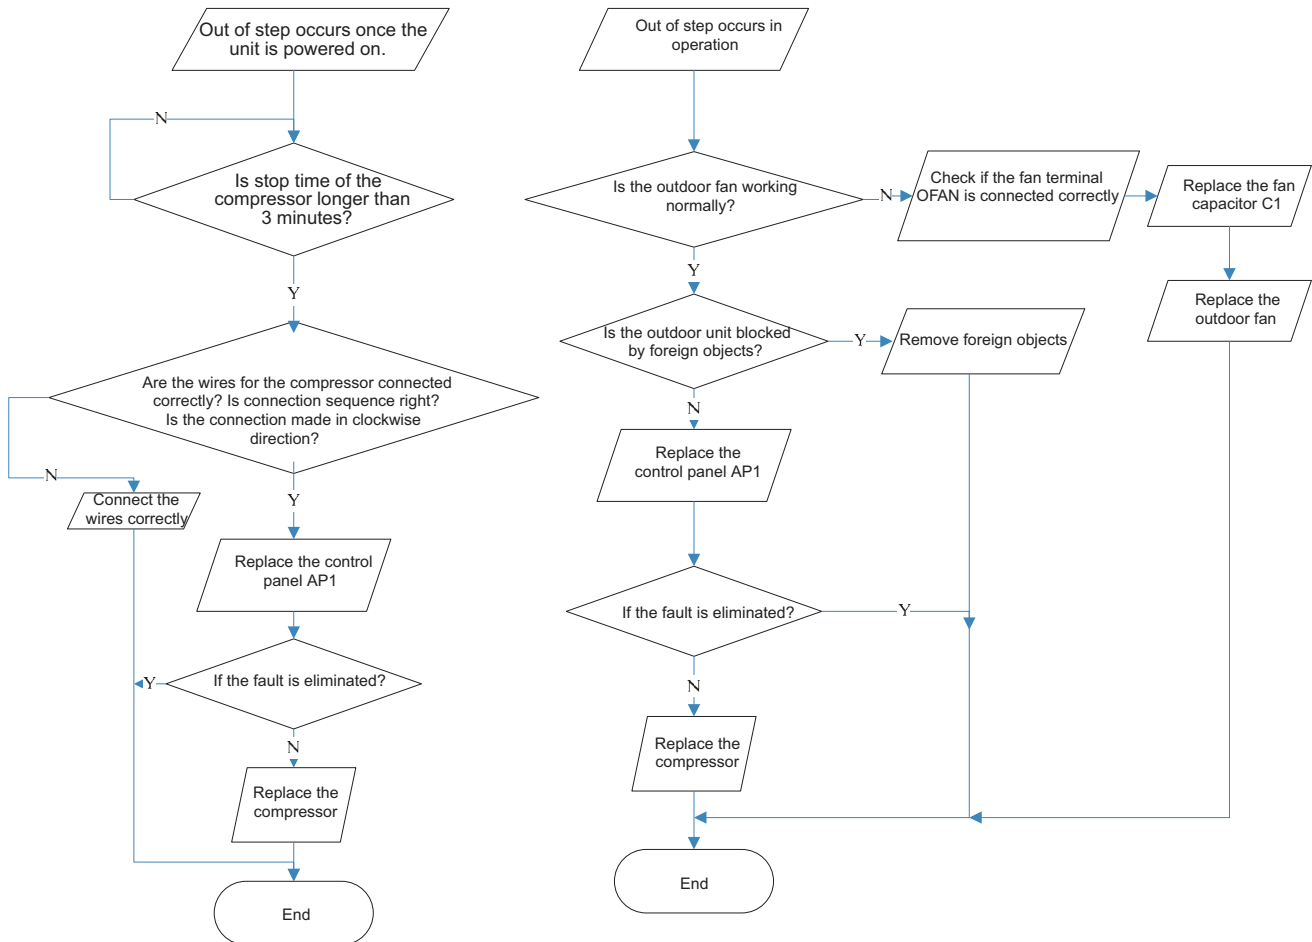 Out of step occurs once the
unit is powered on.
N
Is stop time of the
compressor longer than
3 minutes?
Y
Are the wires for the compressor connected
correctly? Is connection sequence right?
Is the connection made in clockwise
direction?
N
Connect the
wires correctly
Y
Replace the control
panel AP1
If the fault is eliminated?
Y
N
Replace the
compressor
End
Out of step occurs in
operation
Is the outdoor fan working
normally?
N
Check if the fan terminal
OFAN is connected correctly
Replace the fan
capacitor C1
Replace the
outdoor fan
Y
Is the outdoor unit blocked
by foreign objects?
Y
Remove foreign objects
N
Replace the
control panel AP1
If the fault is eliminated?
Y
N
Replace the
compressor
End